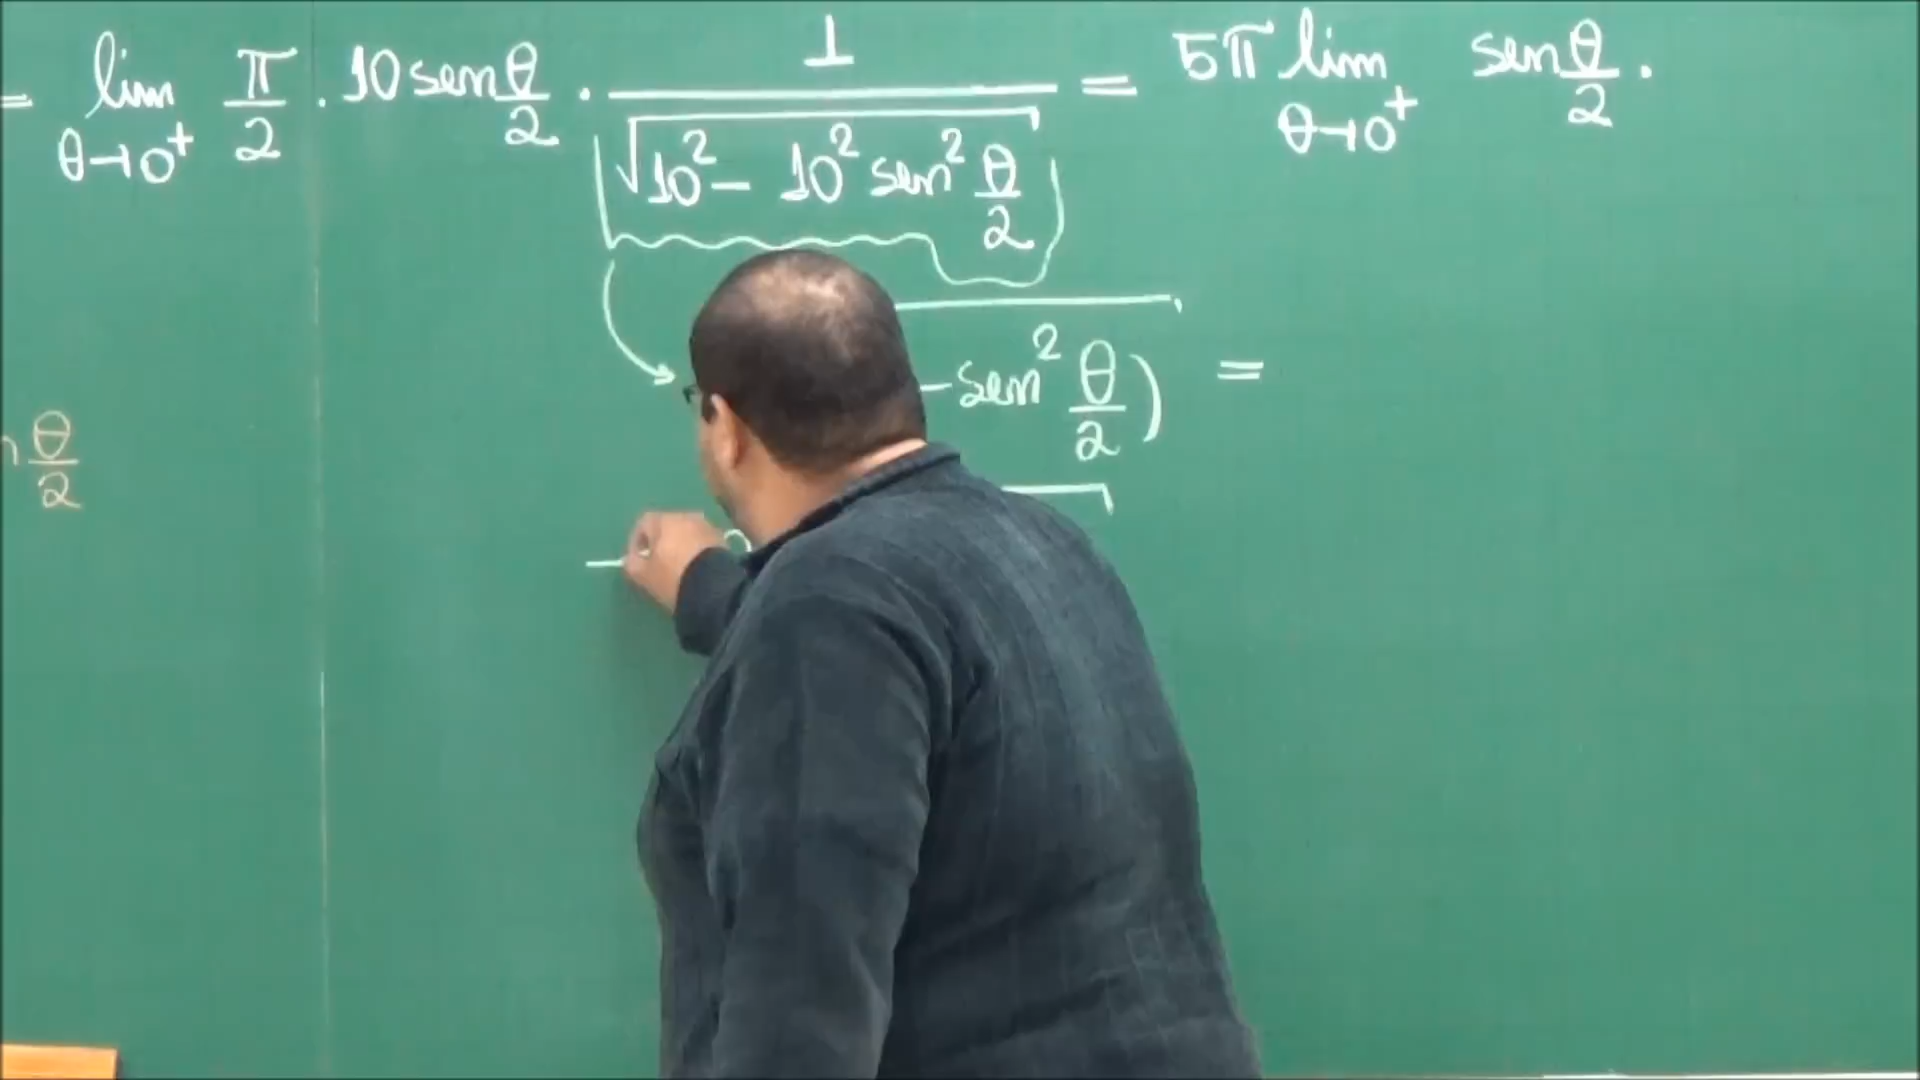 = lim θ→0⁺ π/2 · 10 sen θ/2 · 1/√(10² − 10² sen² θ/2) = 5π lim θ→0⁺ sen θ/2 ·
−sen² θ/2) =
θ/2